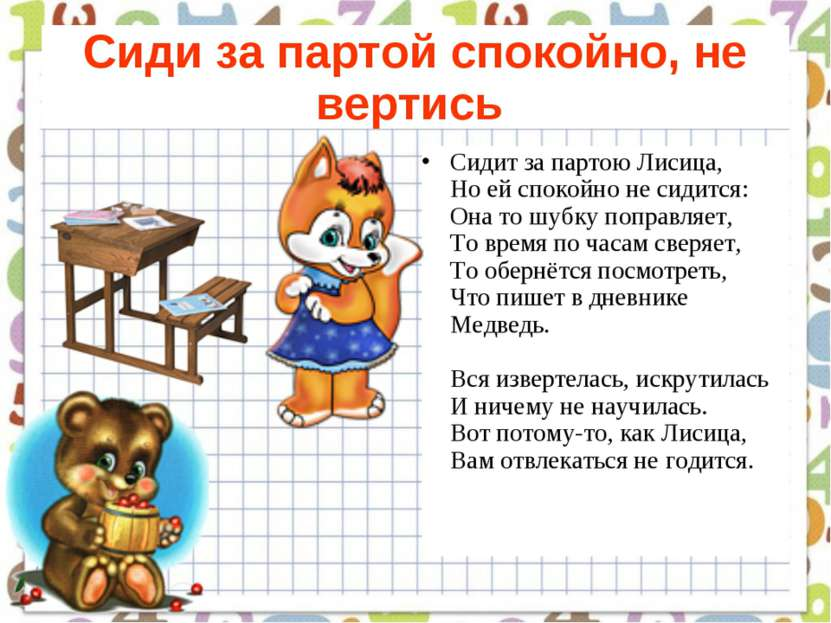 Сиди за партой спокойно, не
вертись
• Сидит за партою Лисица,
Но ей спокойно не сидится:
Она то шубку поправляет,
То время по часам сверяет,
То обернётся посмотреть,
Что пишет в дневнике
Медведь.
Вся извертелась, искрутилась
И ничему не научилась.
Вот потому-то, как Лисица,
Вам отвлекаться не годится.